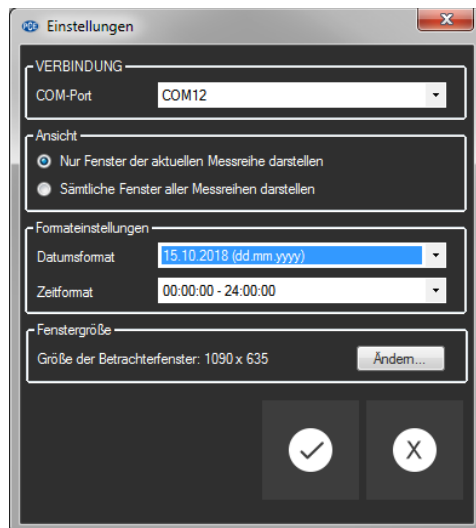 PCE Einstellungen
VERBINDUNG
COM-Port COM12
Ansicht
Nur Fenster der aktuellen Messreihe darstellen
Sämtliche Fenster aller Messreihen darstellen
Formateinstellungen
Datumsformat 15.10.2018 (dd.mm.yyyy)
Zeitformat 00:00:00 - 24:00:00
Fenstergröße
Größe der Betrachterfenster: 1090 x 635 Ändern...
X